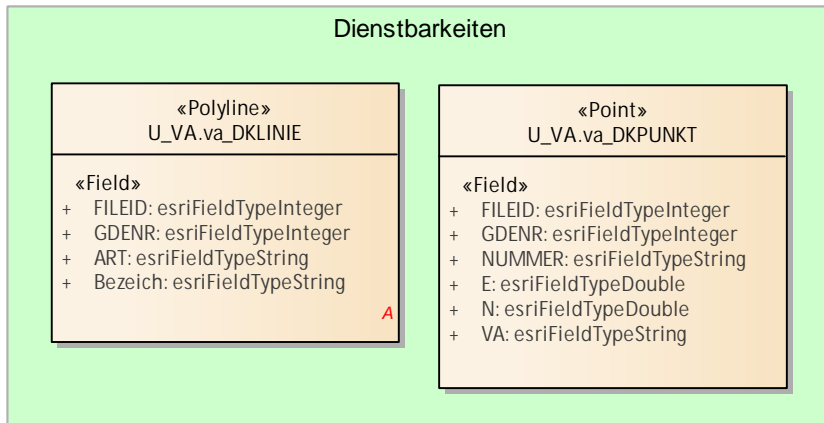 Dienstbarkeiten
«Polyline»
U_VA.va_DKLINIE
«Field»
+ FILEID: esriFieldTypeInteger
+ GDENR: esriFieldTypeInteger
+ ART: esriFieldTypeString
+ Bezeich: esriFieldTypeString
A
«Point»
U_VA.va_DKPUNKT
«Field»
+ FILEID: esriFieldTypeInteger
+ GDENR: esriFieldTypeInteger
+ NUMMER: esriFieldTypeString
+ E: esriFieldTypeDouble
+ N: esriFieldTypeDouble
+ VA: esriFieldTypeString